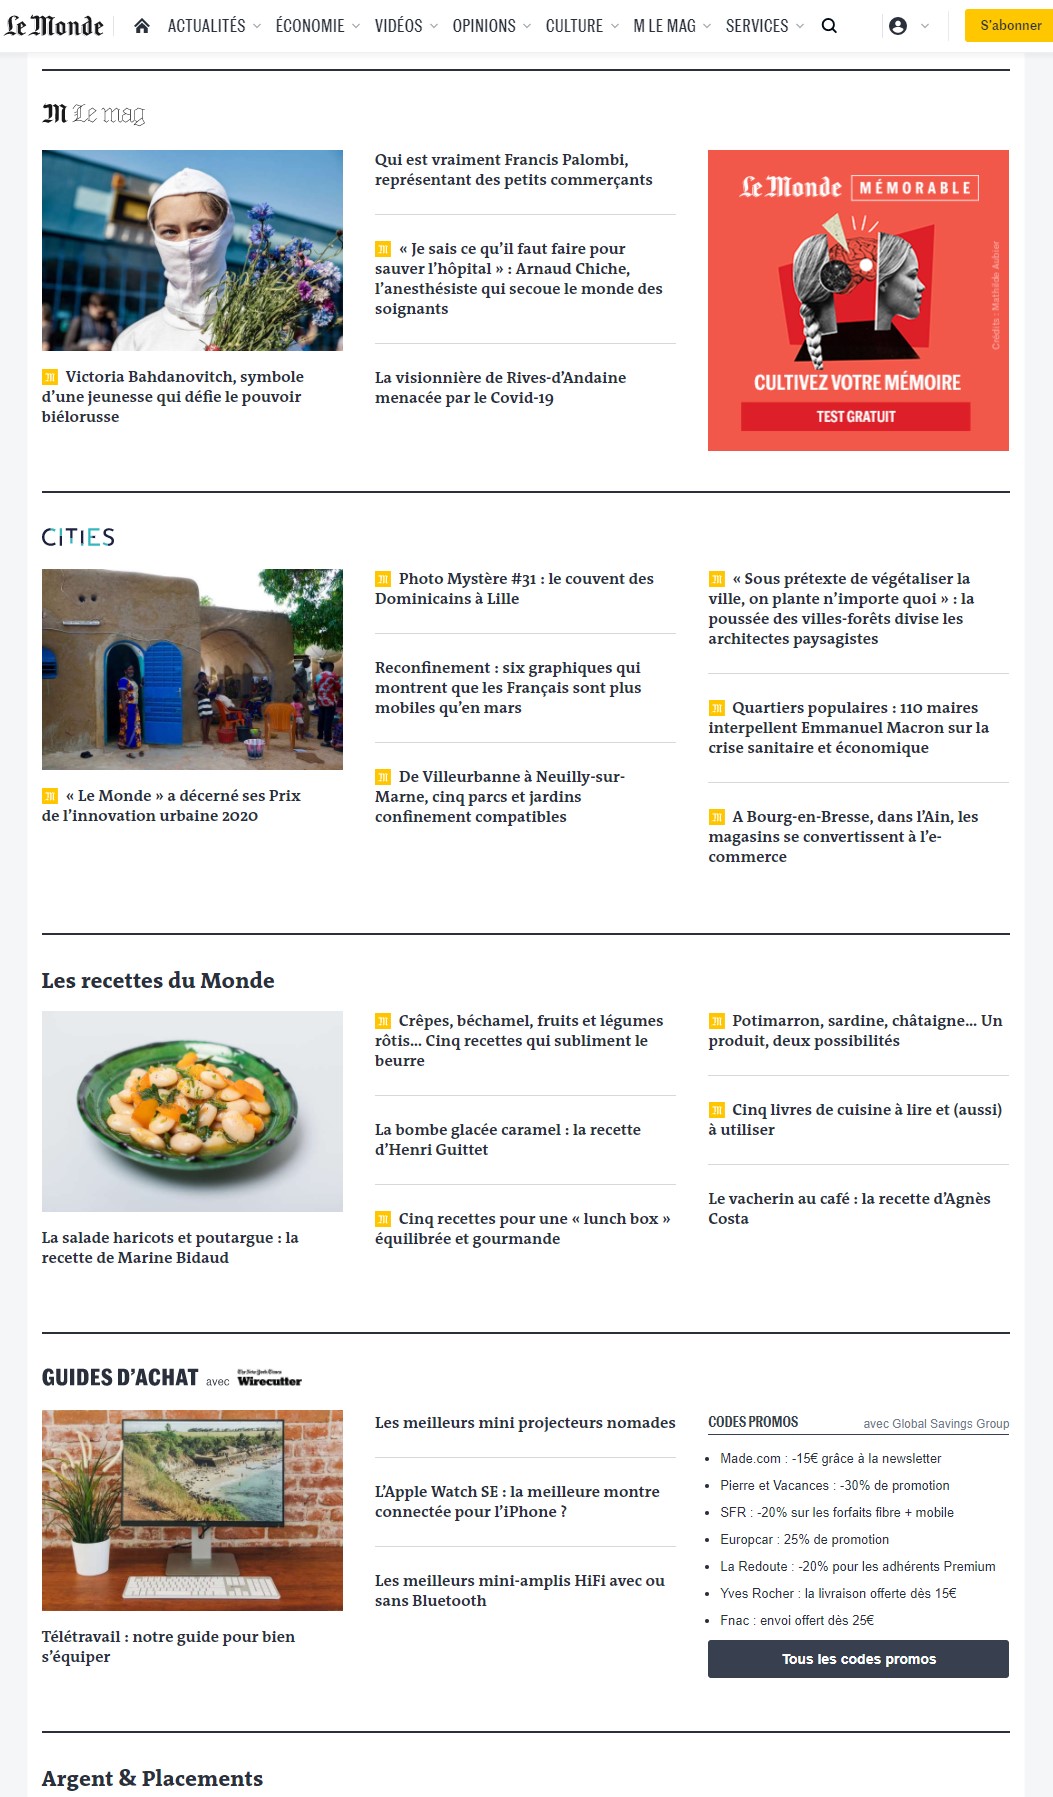 Le Monde
ACTUALITÉS
ÉCONOMIE
VIDÉOS
OPINIONS
CULTURE
M LE MAG
SERVICES
S'abonner
M Le mag
Victoria Bahdanovitch, symbole
d'une jeunesse qui défie le pouvoir
biélorusse
Qui est vraiment Francis Palombi,
représentant des petits commerçants
« Je sais ce qu'il faut faire pour
sauver l'hôpital » : Arnaud Chiche,
l'anesthésiste qui secoue le monde des
soignants
La visionnière de Rives-d'Andaine
menacée par le Covid-19
Le Monde MÉMORABLE
Crédits : Mathilde Aubier
CULTIVEZ VOTRE MÉMOIRE
TEST GRATUIT
CITIES
« Le Monde » a décerné ses Prix
de l'innovation urbaine 2020
Photo Mystère #31 : le couvent des
Dominicains à Lille
Reconfinement : six graphiques qui
montrent que les Français sont plus
mobiles qu'en mars
De Villeurbanne à Neuilly-sur-
Marne, cinq parcs et jardins
confinement compatibles
« Sous prétexte de végétaliser la
ville, on plante n'importe quoi » : la
poussée des villes-forêts divise les
architectes paysagistes
Quartiers populaires : 110 maires
interpellent Emmanuel Macron sur la
crise sanitaire et économique
A Bourg-en-Bresse, dans l'Ain, les
magasins se convertissent à l'e-
commerce
Les recettes du Monde
La salade haricots et poutargue : la
recette de Marine Bidaud
Crêpes, béchamel, fruits et légumes
rôtis... Cinq recettes qui subliment le
beurre
La bombe glacée caramel : la recette
d'Henri Guittet
Cinq recettes pour une « lunch box »
équilibrée et gourmande
Potimarron, sardine, châtaigne... Un
produit, deux possibilités
Cinq livres de cuisine à lire et (aussi)
à utiliser
Le vacherin au café : la recette d'Agnès
Costa
GUIDES D'ACHAT avec The New York Times Wirecutter
Télétravail : notre guide pour bien
s'équiper
Les meilleurs mini projecteurs nomades
L'Apple Watch SE : la meilleure montre
connectée pour l'iPhone ?
Les meilleurs mini-amplis HiFi avec ou
sans Bluetooth
CODES PROMOS avec Global Savings Group
Made.com : -15€ grâce à la newsletter
Pierre et Vacances : -30% de promotion
SFR : -20% sur les forfaits fibre + mobile
Europcar : 25% de promotion
La Redoute : -20% pour les adhérents Premium
Yves Rocher : la livraison offerte dès 15€
Fnac : envoi offert dès 25€
Tous les codes promos
Argent & Placements